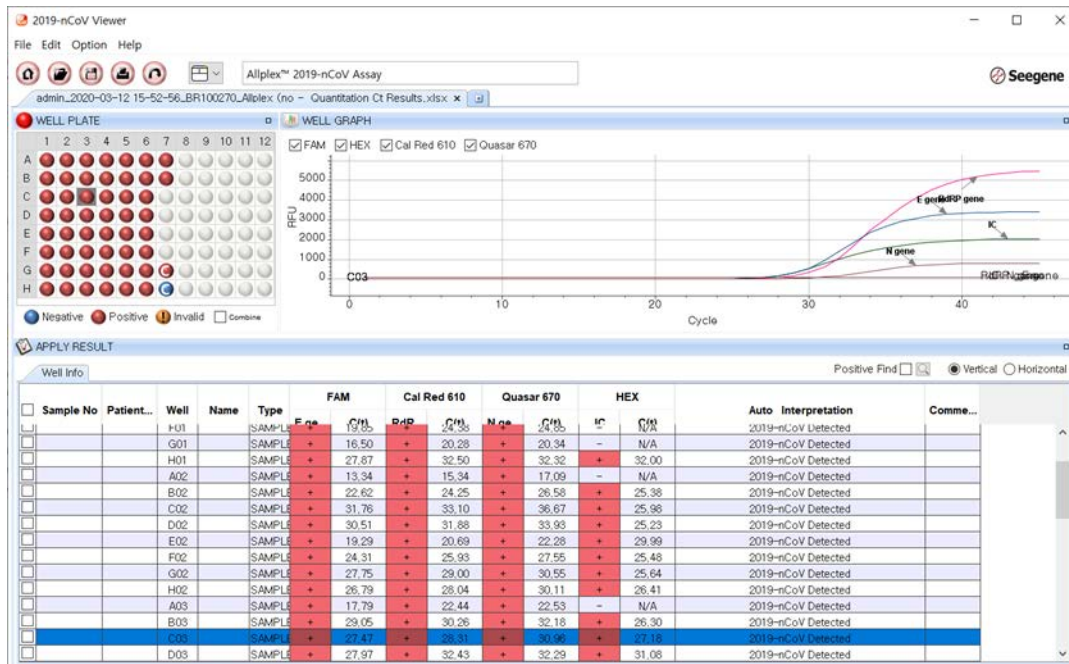 2019-nCoV Viewer
File Edit Option Help
Allplex™ 2019-nCoV Assay
Seegene
admin_2020-03-12 15-52-56_BR100270_Allplex (no - Quantitation Ct Results.xlsx ×
WELL PLATE
1 2 3 4 5 6 7 8 9 10 11 12
A
B
C
D
E
F
G C
H C
Negative Positive Invalid Combine
WELL GRAPH
FAM HEX Cal Red 610 Quasar 670
RFU
5000
4000
3000
2000
1000
0
E gene RdRP gene
IC
N gene
C03
0 10 20 30 40
Cycle
APPLY RESULT
Well Info
Positive Find Vertical Horizontal
FAM Cal Red 610 Quasar 670 HEX
Sample No Patient... Well Name Type E ge... C(t) RdR... C(t) N ge... C(t) IC C(t) Auto Interpretation Comme...
F01 SAMPLE + 19,65 + + - N/A 2019-nCoV Detected
G01 SAMPLE + 16,50 + 20,28 + 20,34 - N/A 2019-nCoV Detected
H01 SAMPLE + 27,87 + 32,50 + 32,32 + 32,00 2019-nCoV Detected
A02 SAMPLE + 13,34 + 15,34 + 17,09 - N/A 2019-nCoV Detected
B02 SAMPLE + 22,62 + 24,25 + 26,58 + 25,38 2019-nCoV Detected
C02 SAMPLE + 31,76 + 33,10 + 36,67 + 25,98 2019-nCoV Detected
D02 SAMPLE + 30,51 + 31,88 + 33,93 + 25,23 2019-nCoV Detected
E02 SAMPLE + 19,29 + 20,69 + 22,28 + 29,99 2019-nCoV Detected
F02 SAMPLE + 24,31 + 25,93 + 27,55 + 25,48 2019-nCoV Detected
G02 SAMPLE + 27,75 + 29,00 + 30,55 + 25,64 2019-nCoV Detected
H02 SAMPLE + 26,79 + 28,04 + 30,11 + 26,41 2019-nCoV Detected
A03 SAMPLE + 17,79 + 22,44 + 22,53 - N/A 2019-nCoV Detected
B03 SAMPLE + 29,05 + 30,26 + 32,18 + 26,30 2019-nCoV Detected
C03 SAMPLE + 27,47 + 28,31 + 30,96 + 27,18 2019-nCoV Detected
D03 SAMPLE + 27,97 + 32,43 + 32,29 + 31,08 2019-nCoV Detected